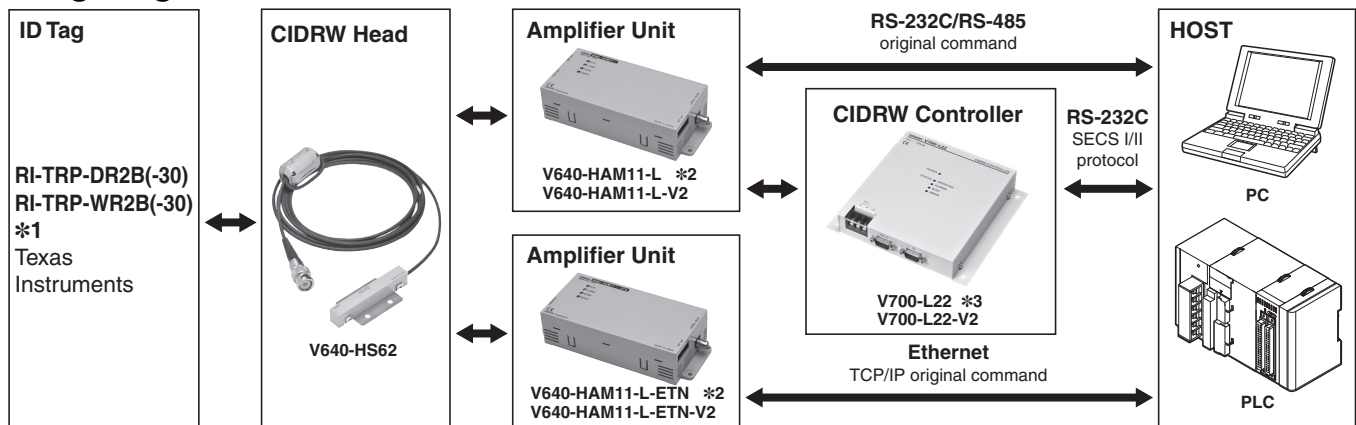 ID Tag
RI-TRP-DR2B(-30)
RI-TRP-WR2B(-30)
✻1
Texas
Instruments
CIDRW Head
V640-HS62
Amplifier Unit
V640-HAM11-L ✻2
V640-HAM11-L-V2
Amplifier Unit
V640-HAM11-L-ETN ✻2
V640-HAM11-L-ETN-V2
RS-232C/RS-485
original command
CIDRW Controller
V700-L22 ✻3
V700-L22-V2
RS-232C
SECS I/II
protocol
Ethernet
TCP/IP original command
HOST
PC
PLC